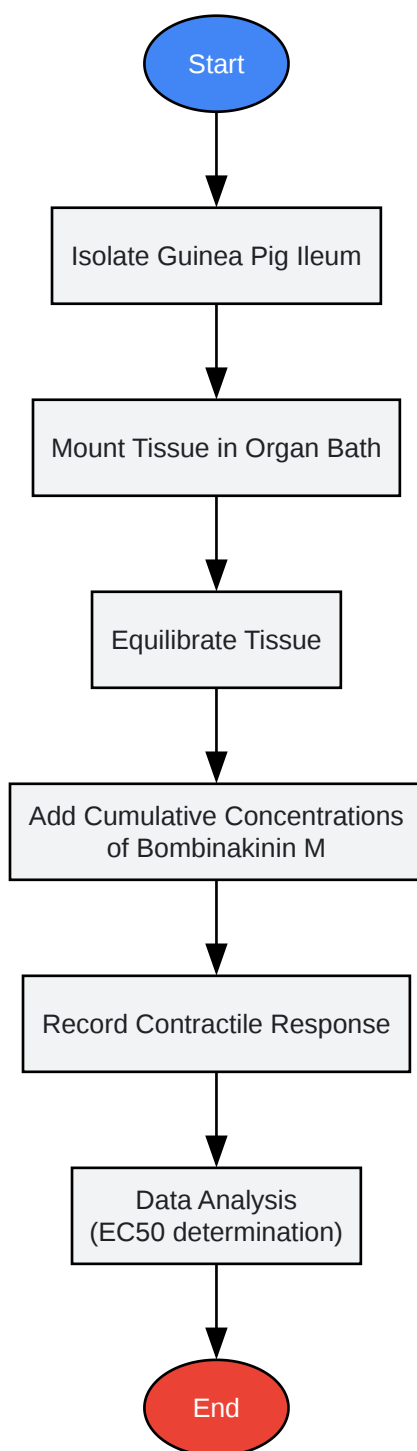 Start
Isolate Guinea Pig Ileum
Mount Tissue in Organ Bath
Equilibrate Tissue
Add Cumulative Concentrations
of Bombinakinin M
Record Contractile Response
Data Analysis
(EC50 determination)
End